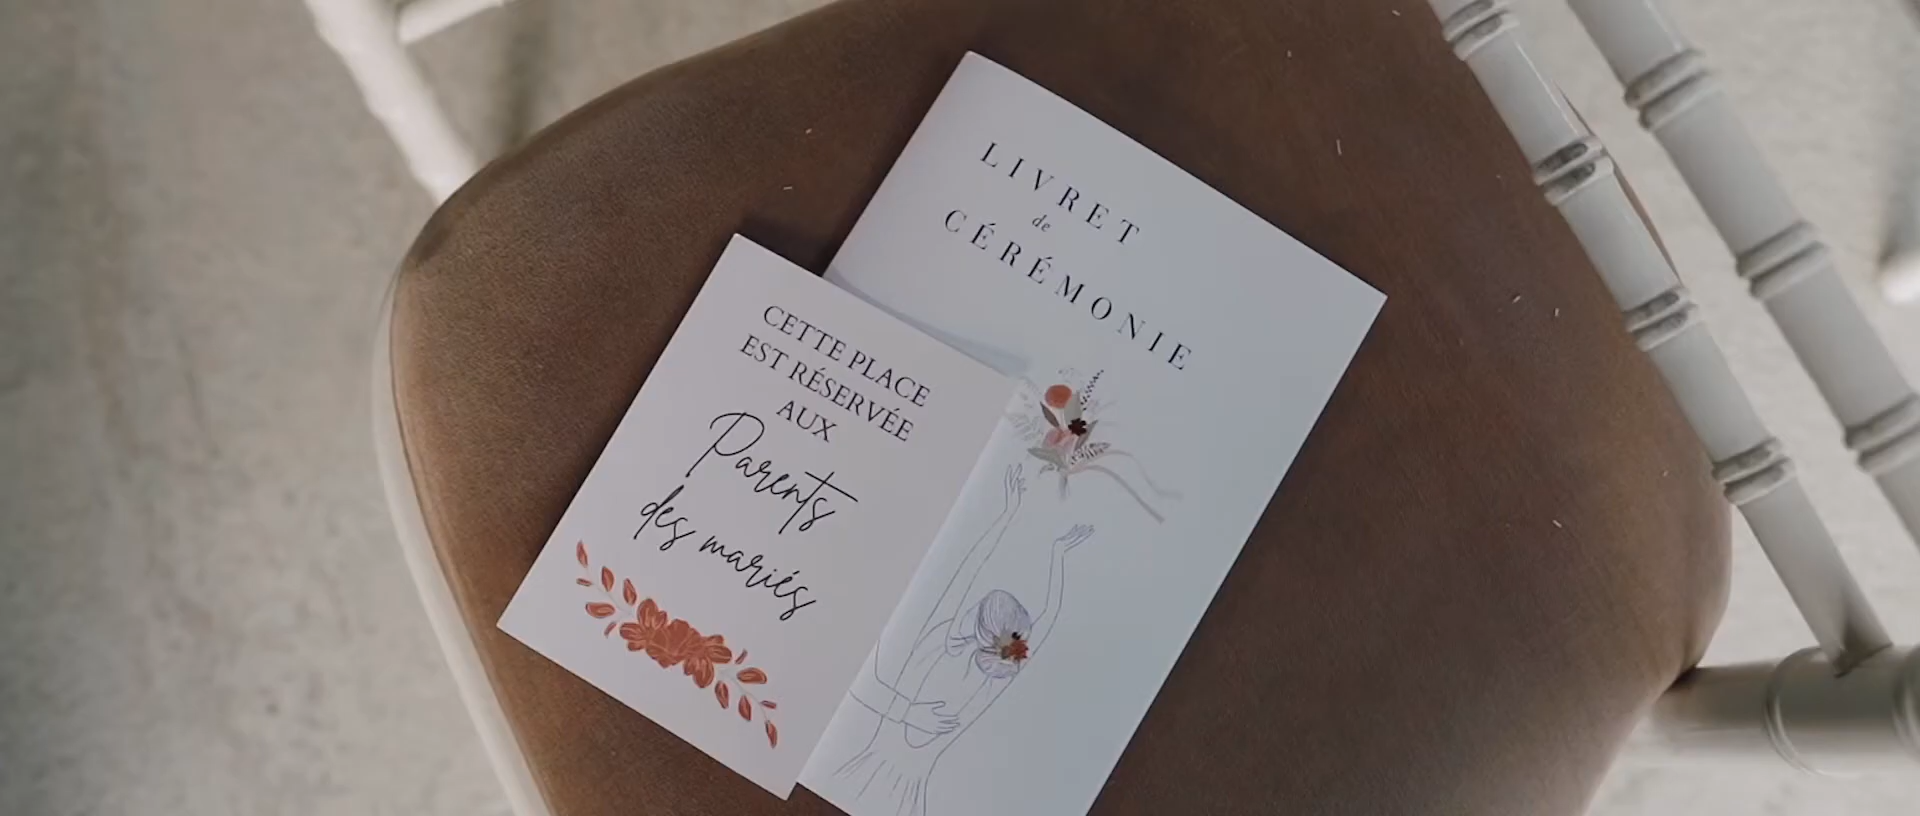 LIVRET
de
CÉRÉMONIE
CETTE PLACE
EST RÉSERVÉE
AUX
Parents
des mariés